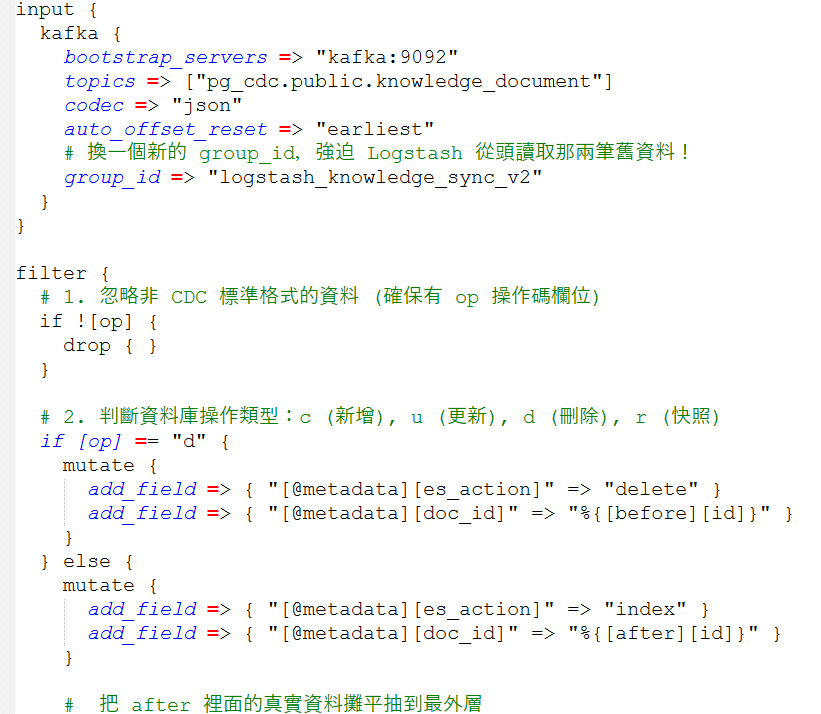 input {
  kafka {
    bootstrap_servers => "kafka:9092"
    topics => ["pg_cdc.public.knowledge_document"]
    codec => "json"
    auto_offset_reset => "earliest"
    # 換一個新的 group_id, 強迫 Logstash 從頭讀取那兩筆舊資料！
    group_id => "logstash_knowledge_sync_v2"
  }
}

filter {
  # 1. 忽略非 CDC 標準格式的資料 (確保有 op 操作碼欄位)
  if ![op] {
    drop { }
  }

  # 2. 判斷資料庫操作類型：c (新增), u (更新), d (刪除), r (快照)
  if [op] == "d" {
    mutate {
      add_field => { "[@metadata][es_action]" => "delete" }
      add_field => { "[@metadata][doc_id]" => "%{[before][id]}" }
    }
  } else {
    mutate {
      add_field => { "[@metadata][es_action]" => "index" }
      add_field => { "[@metadata][doc_id]" => "%{[after][id]}" }
    }

    #  把 after 裡面的真實資料攤平抽到最外層